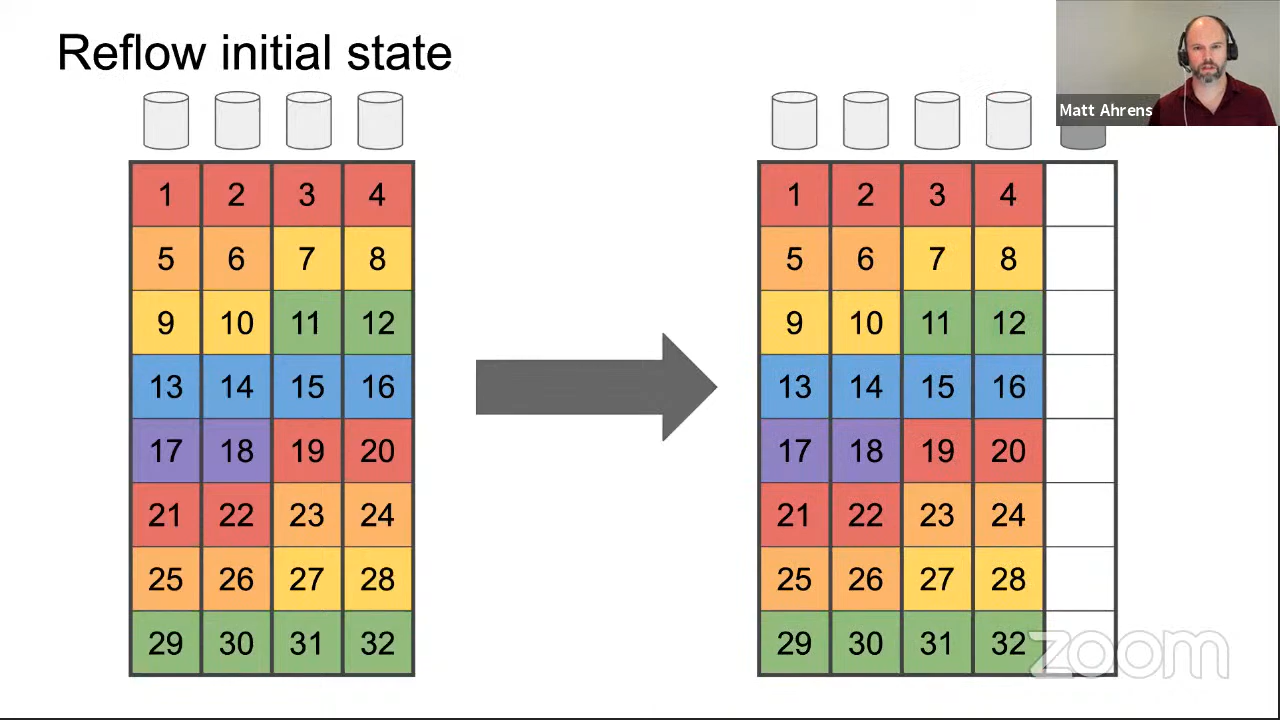 Reflow initial state
Matt Ahrens
1 2 3 4
5 6 7 8
9 10 11 12
13 14 15 16
17 18 19 20
21 22 23 24
25 26 27 28
29 30 31 32
1 2 3 4
5 6 7 8
9 10 11 12
13 14 15 16
17 18 19 20
21 22 23 24
25 26 27 28
29 30 31 32
zoom